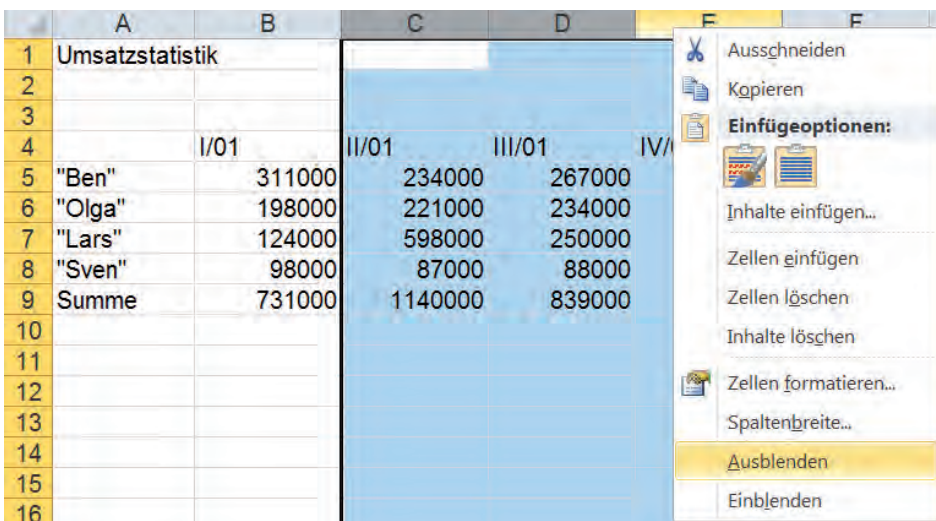 A B C D E F
1 Umsatzstatistik
2
3
4 I/01 II/01 III/01 IV/
5 "Ben" 311000 234000 267000
6 "Olga" 198000 221000 234000
7 "Lars" 124000 598000 250000
8 "Sven" 98000 87000 88000
9 Summe 731000 1140000 839000
10
11
12
13
14
15
16
Ausschneiden
Kopieren
Einfügeoptionen:
Inhalte einfügen...
Zellen einfügen
Zellen löschen
Inhalte löschen
Zellen formatieren...
Spaltenbreite...
Ausblenden
Einblenden